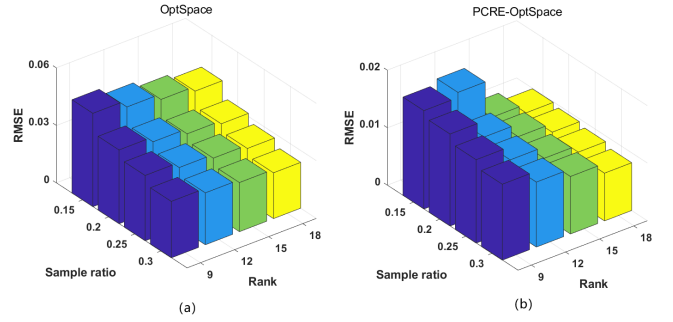 OptSpace
0.06
0.03
0
RMSE
0.15
0.2
0.25
0.3
Sample ratio
9
12
15
18
Rank
(a)
PCRE-OptSpace
0.02
0.01
0
RMSE
0.15
0.2
0.25
0.3
Sample ratio
9
12
15
18
Rank
(b)